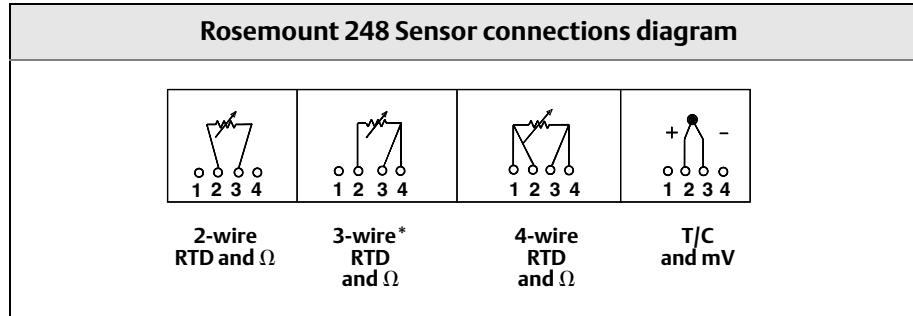 Rosemount 248 Sensor connections diagram
1 2 3 4
1 2 3 4
1 2 3 4
+ -
1 2 3 4
2-wire
RTD and Ω
3-wire*
RTD
and Ω
4-wire
RTD
and Ω
T/C
and mV